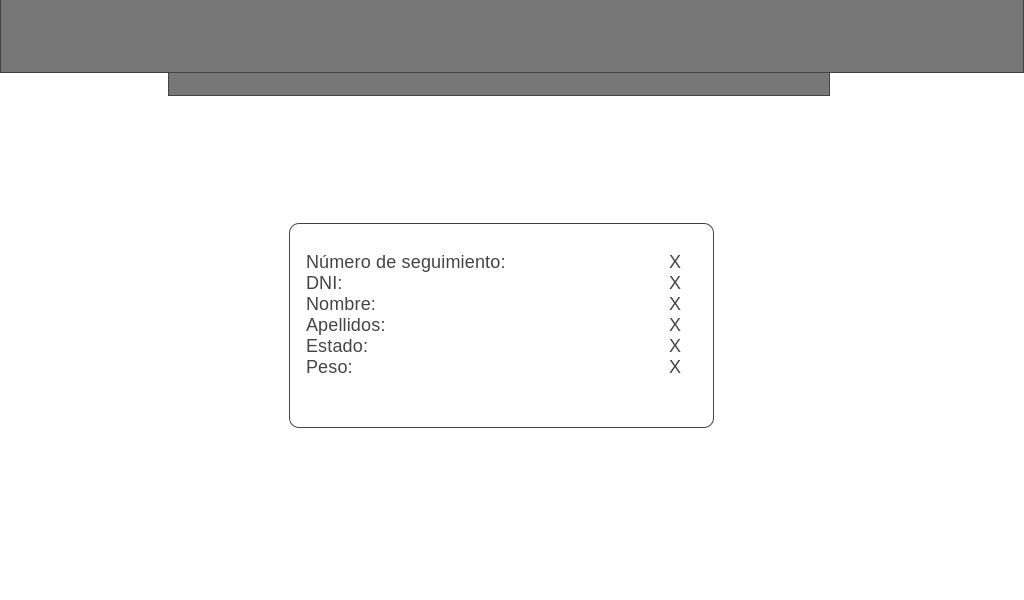 Número de seguimiento: X
DNI: X
Nombre: X
Apellidos: X
Estado: X
Peso: X